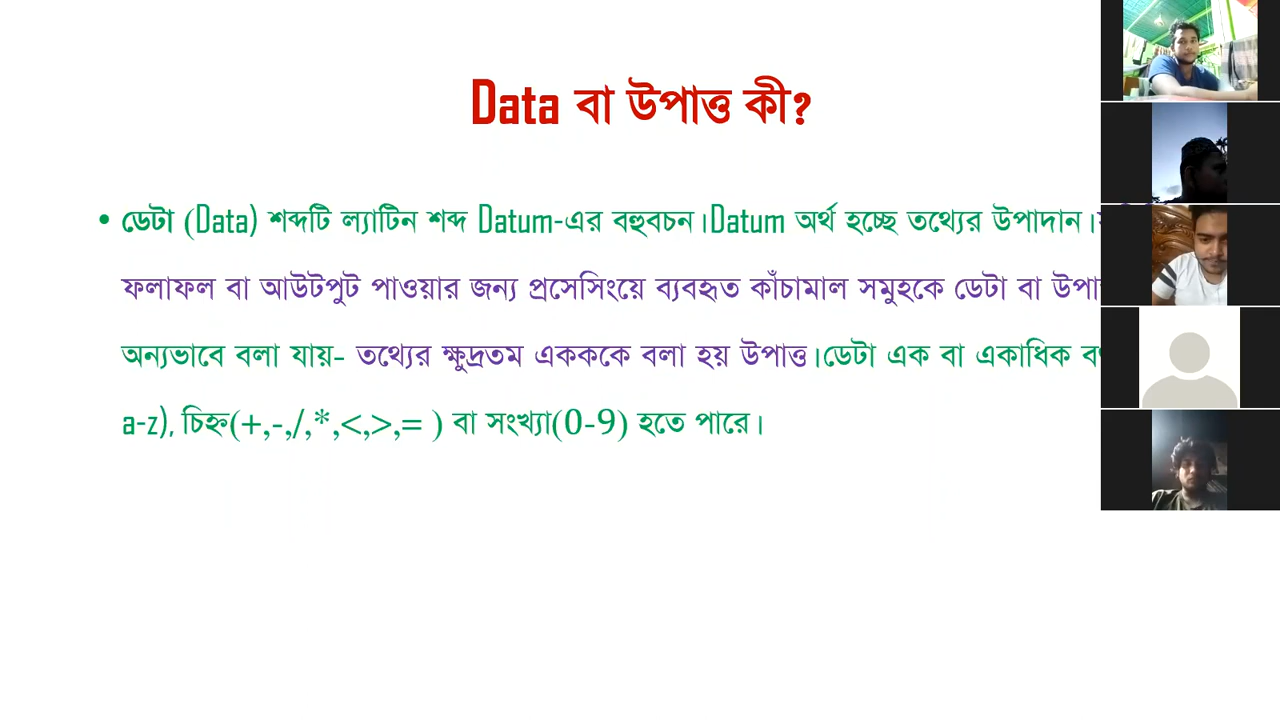 Data বা উপাত্ত কী?
• ডেটা (Data) শব্দটি ল্যাটিন শব্দ Datum-এর বহুবচন।Datum অর্থ হচ্ছে তথ্যের উপাদান।
ফলাফল বা আউটপুট পাওয়ার জন্য প্রসেসিংয়ে ব্যবহৃত কাঁচামাল সমুহকে ডেটা বা
অন্যভাবে বলা যায়- তথ্যের ক্ষুদ্রতম একককে বলা হয় উপাত্ত।ডেটা এক বা একাধিক
a-z), চিহ্ন(+,-,/,*,<,>,= ) বা সংখ্যা(0-9) হতে পারে।